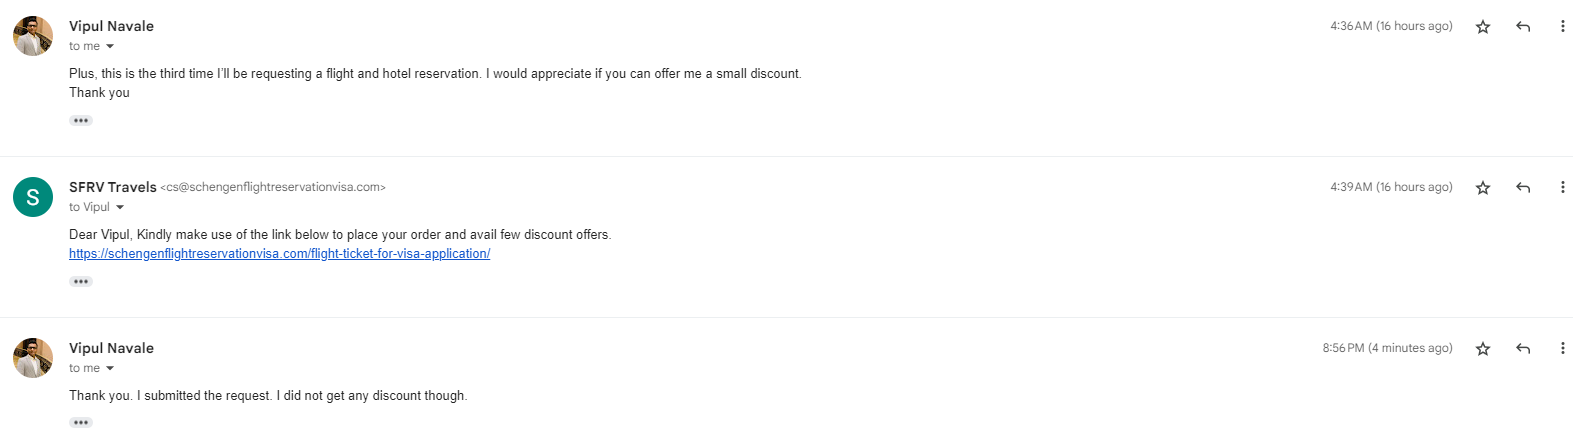 Vipul Navale
4:36 AM (16 hours ago)
to me
Plus, this is the third time I'll be requesting a flight and hotel reservation. I would appreciate if you can offer me a small discount.
Thank you
S
SFRV Travels <cs@schengenflightreservationvisa.com>
4:39 AM (16 hours ago)
to Vipul
Dear Vipul, Kindly make use of the link below to place your order and avail few discount offers.
https://schengenflightreservationvisa.com/flight-ticket-for-visa-application/
Vipul Navale
8:56 PM (4 minutes ago)
to me
Thank you. I submitted the request. I did not get any discount though.